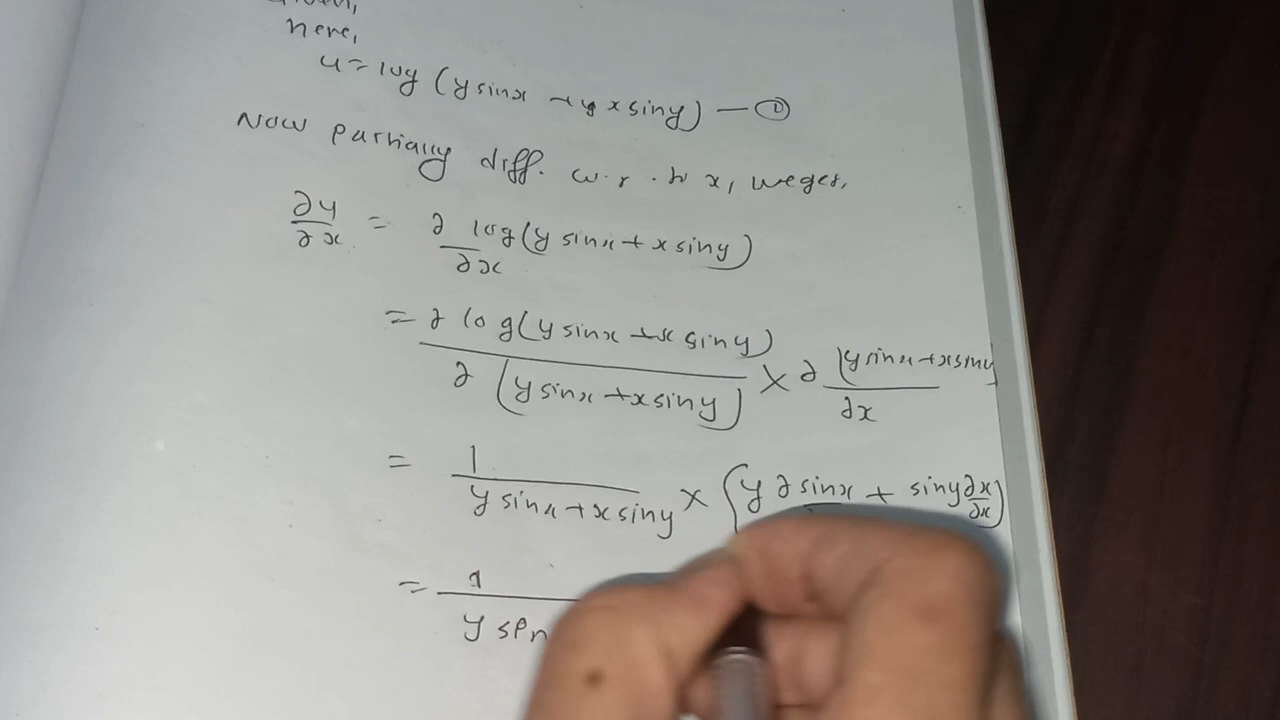 here,
u = log (y sinx + x siny) — ①
Now partially diff. w.r. to x, we get,
∂u/∂x = ∂ log(y sinx + x siny)/∂x
= ∂ log(y sinx + x siny)/∂(y sinx + x siny) × ∂(y sinx + x siny)/∂x
= 1/(y sinx + x siny) × (y ∂ sinx + siny ∂x/∂x)
= 1/y sin